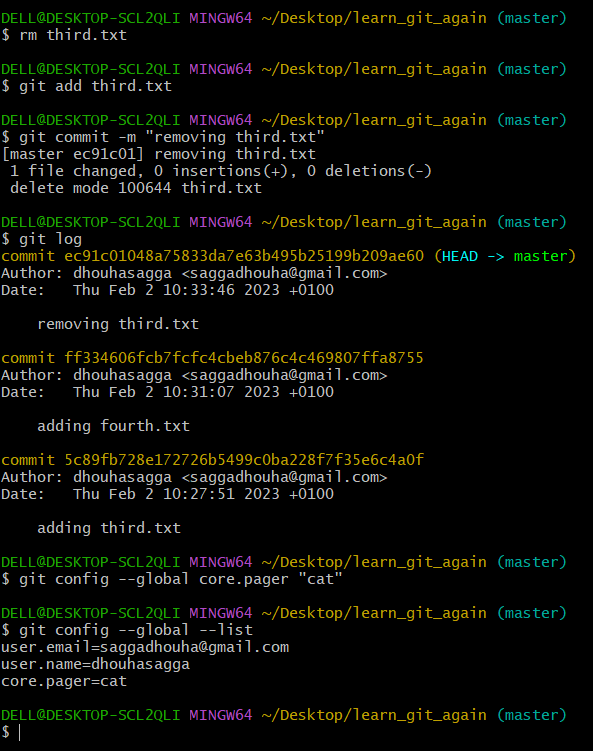 DELL@DESKTOP-SCL2QLI MINGW64 ~/Desktop/learn_git_again (master)
$ rm third.txt
DELL@DESKTOP-SCL2QLI MINGW64 ~/Desktop/learn_git_again (master)
$ git add third.txt
DELL@DESKTOP-SCL2QLI MINGW64 ~/Desktop/learn_git_again (master)
$ git commit -m "removing third.txt"
[master ec91c01] removing third.txt
 1 file changed, 0 insertions(+), 0 deletions(-)
 delete mode 100644 third.txt
DELL@DESKTOP-SCL2QLI MINGW64 ~/Desktop/learn_git_again (master)
$ git log
commit ec91c01048a75833da7e63b495b25199b209ae60 (HEAD -> master)
Author: dhouhasagga <saggadhouha@gmail.com>
Date:   Thu Feb 2 10:33:46 2023 +0100
    removing third.txt
commit ff334606fcb7fcfc4cbeb876c4c469807ffa8755
Author: dhouhasagga <saggadhouha@gmail.com>
Date:   Thu Feb 2 10:31:07 2023 +0100
    adding fourth.txt
commit 5c89fb728e172726b5499c0ba228f7f35e6c4a0f
Author: dhouhasagga <saggadhouha@gmail.com>
Date:   Thu Feb 2 10:27:51 2023 +0100
    adding third.txt
DELL@DESKTOP-SCL2QLI MINGW64 ~/Desktop/learn_git_again (master)
$ git config --global core.pager "cat"
DELL@DESKTOP-SCL2QLI MINGW64 ~/Desktop/learn_git_again (master)
$ git config --global --list
user.email=saggadhouha@gmail.com
user.name=dhouhasagga
core.pager=cat
DELL@DESKTOP-SCL2QLI MINGW64 ~/Desktop/learn_git_again (master)
$